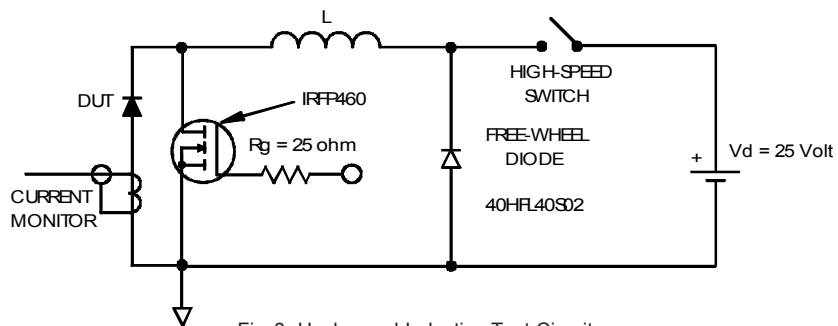 L
HIGH-SPEED
SWITCH
DUT
IRFP460
Rg = 25 ohm
FREE-WHEEL
DIODE
40HFL40S02
+
Vd = 25 Volt
CURRENT
MONITOR